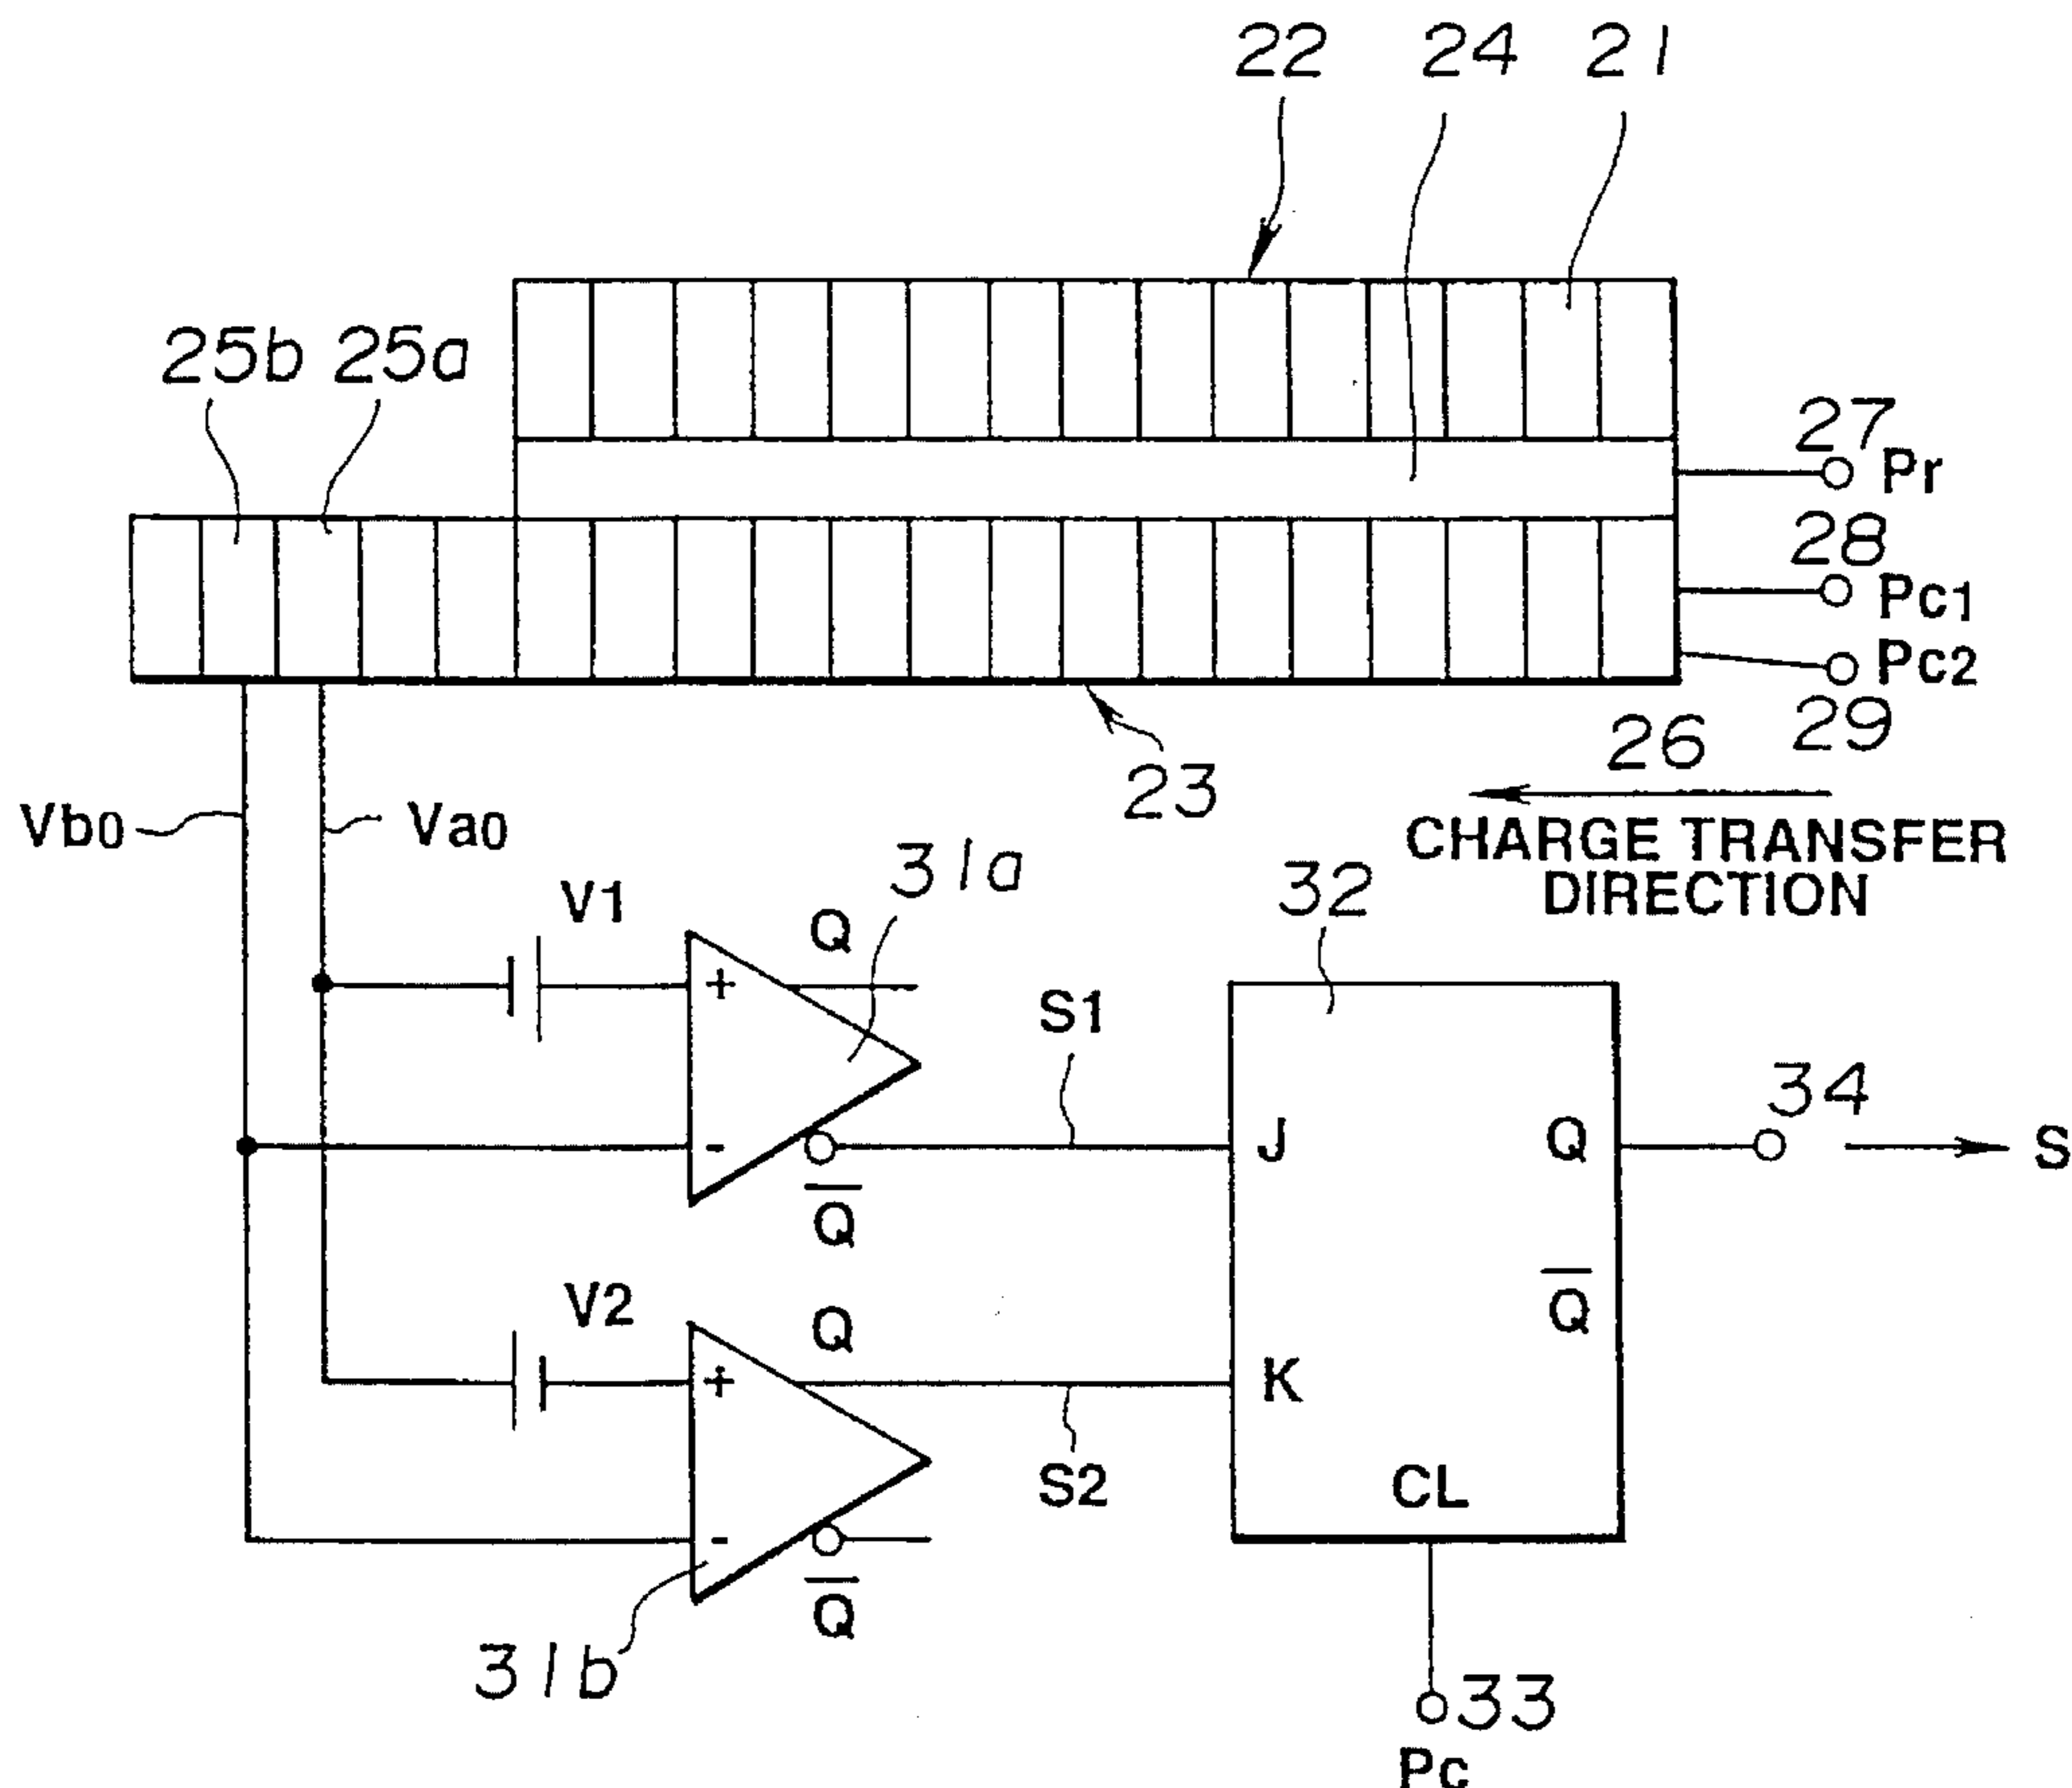 22 24 21
25b 25a
27
Pr
28
Pc1
Pc2
29
26
23
CHARGE TRANSFER
DIRECTION
Vb0 Va0
31a
V1 Q
32
S1
+
34
- J Q S
Q
V2 Q
Q
+ K
S2
CL
-
Q
31b
33
Pc